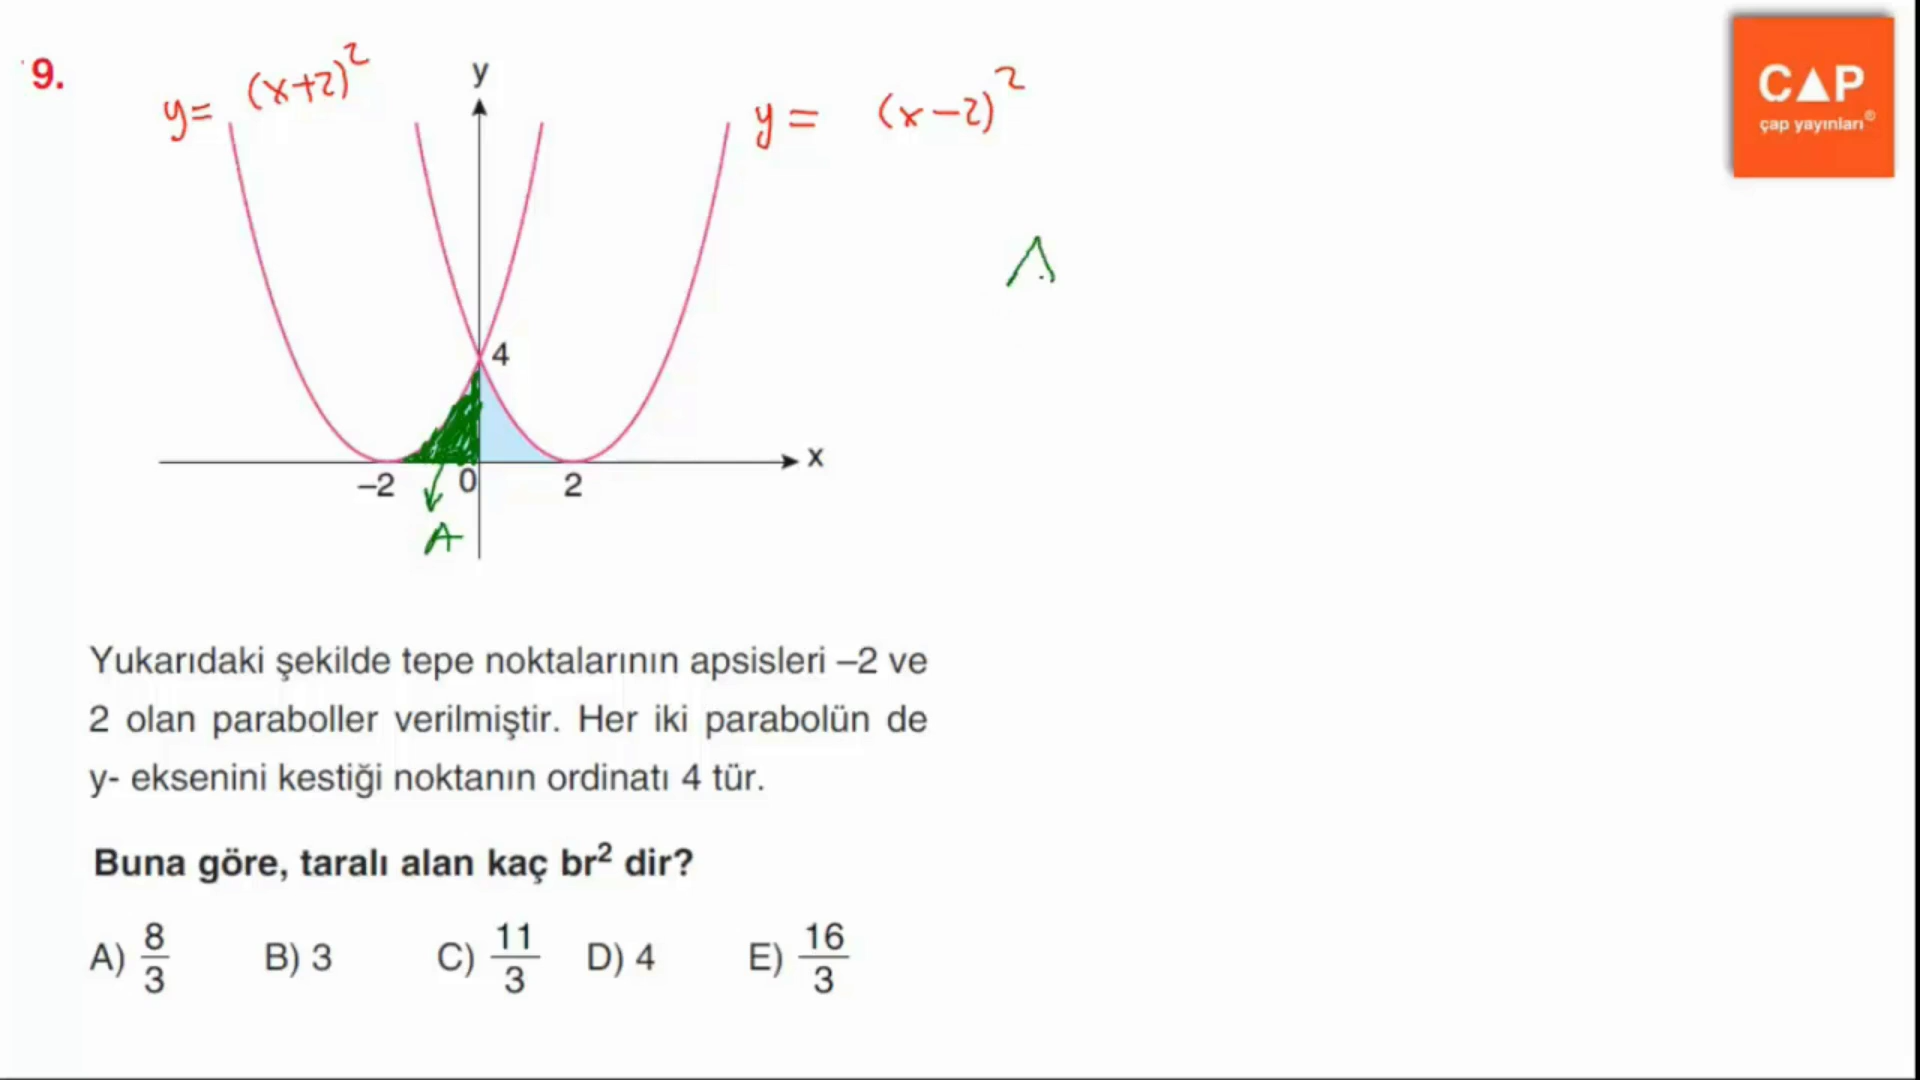 9.
y = (x+2)²
y
y = (x-2)²
CAP
çap yayınları®
4
x
–2
0
2
A
A
Yukarıdaki şekilde tepe noktalarının apsisleri –2 ve
2 olan paraboller verilmiştir. Her iki parabolün de
y- eksenini kestiği noktanın ordinatı 4 tür.
Buna göre, taralı alan kaç br² dir?
A) 8/3 B) 3 C) 11/3 D) 4 E) 16/3